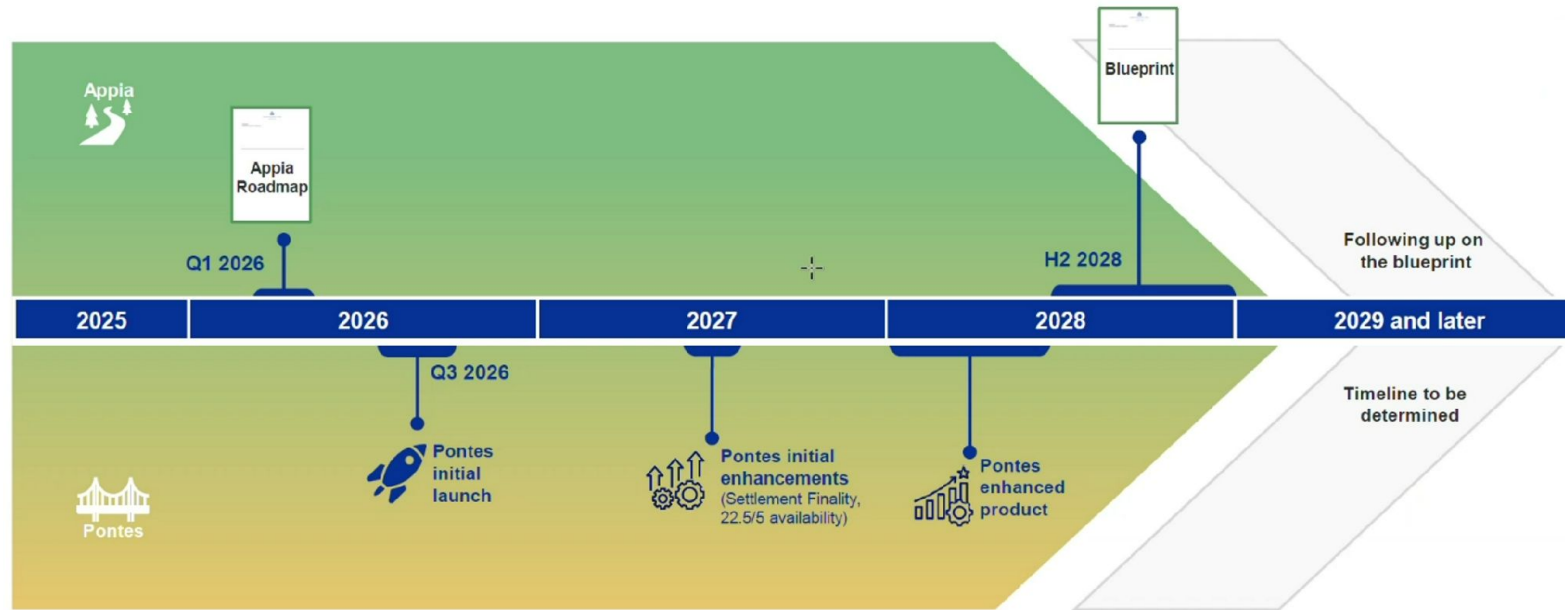 Appia
Appia
Roadmap
Q1 2026
Blueprint
H2 2028
Following up on
the blueprint
2025
2026
2027
2028
2029 and later
Q3 2026
Pontes
initial
launch
Pontes initial
enhancements
(Settlement Finality,
22.5/5 availability)
Pontes
enhanced
product
Timeline to be
determined
Pontes